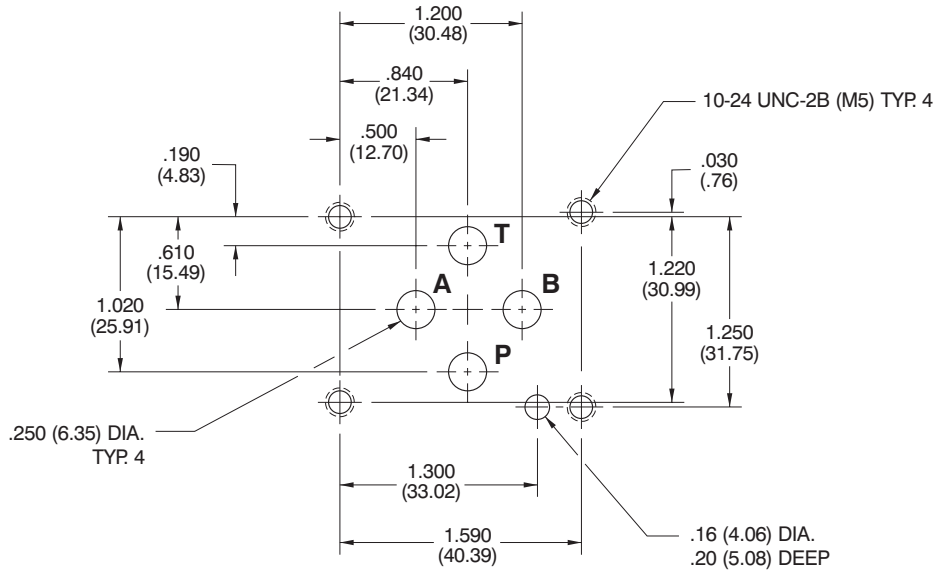 1.200
(30.48)
.840
(21.34)
10-24 UNC-2B (M5) TYP. 4
.500
(12.70)
.190
(4.83)
.030
(.76)
T
.610
(15.49)
A
B
1.220
(30.99)
1.020
(25.91)
1.250
(31.75)
P
.250 (6.35) DIA.
TYP. 4
1.300
(33.02)
1.590
(40.39)
.16 (4.06) DIA.
.20 (5.08) DEEP